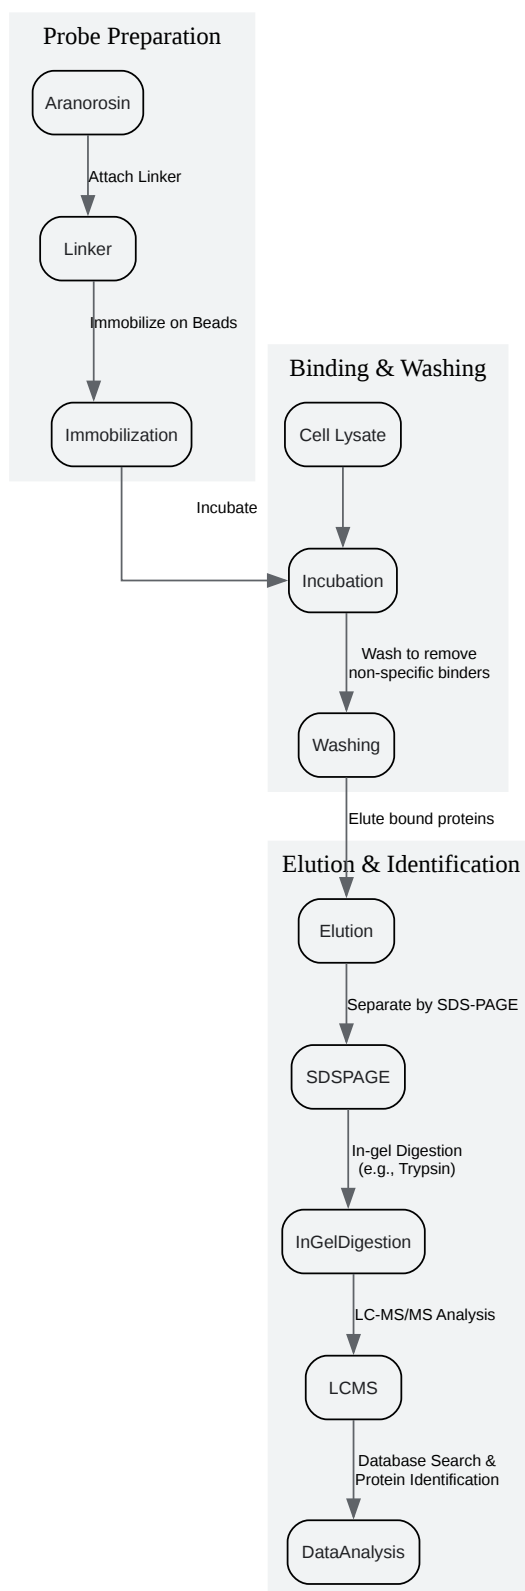 Probe Preparation
Aranorosin
Attach Linker
Linker
Immobilize on Beads
Immobilization
Incubate
Binding & Washing
Cell Lysate
Incubation
Wash to remove
non-specific binders
Washing
Elute bound proteins
Elution & Identification
Elution
Separate by SDS-PAGE
SDSPAGE
In-gel Digestion
(e.g., Trypsin)
InGelDigestion
LC-MS/MS Analysis
LCMS
Database Search &
Protein Identification
DataAnalysis